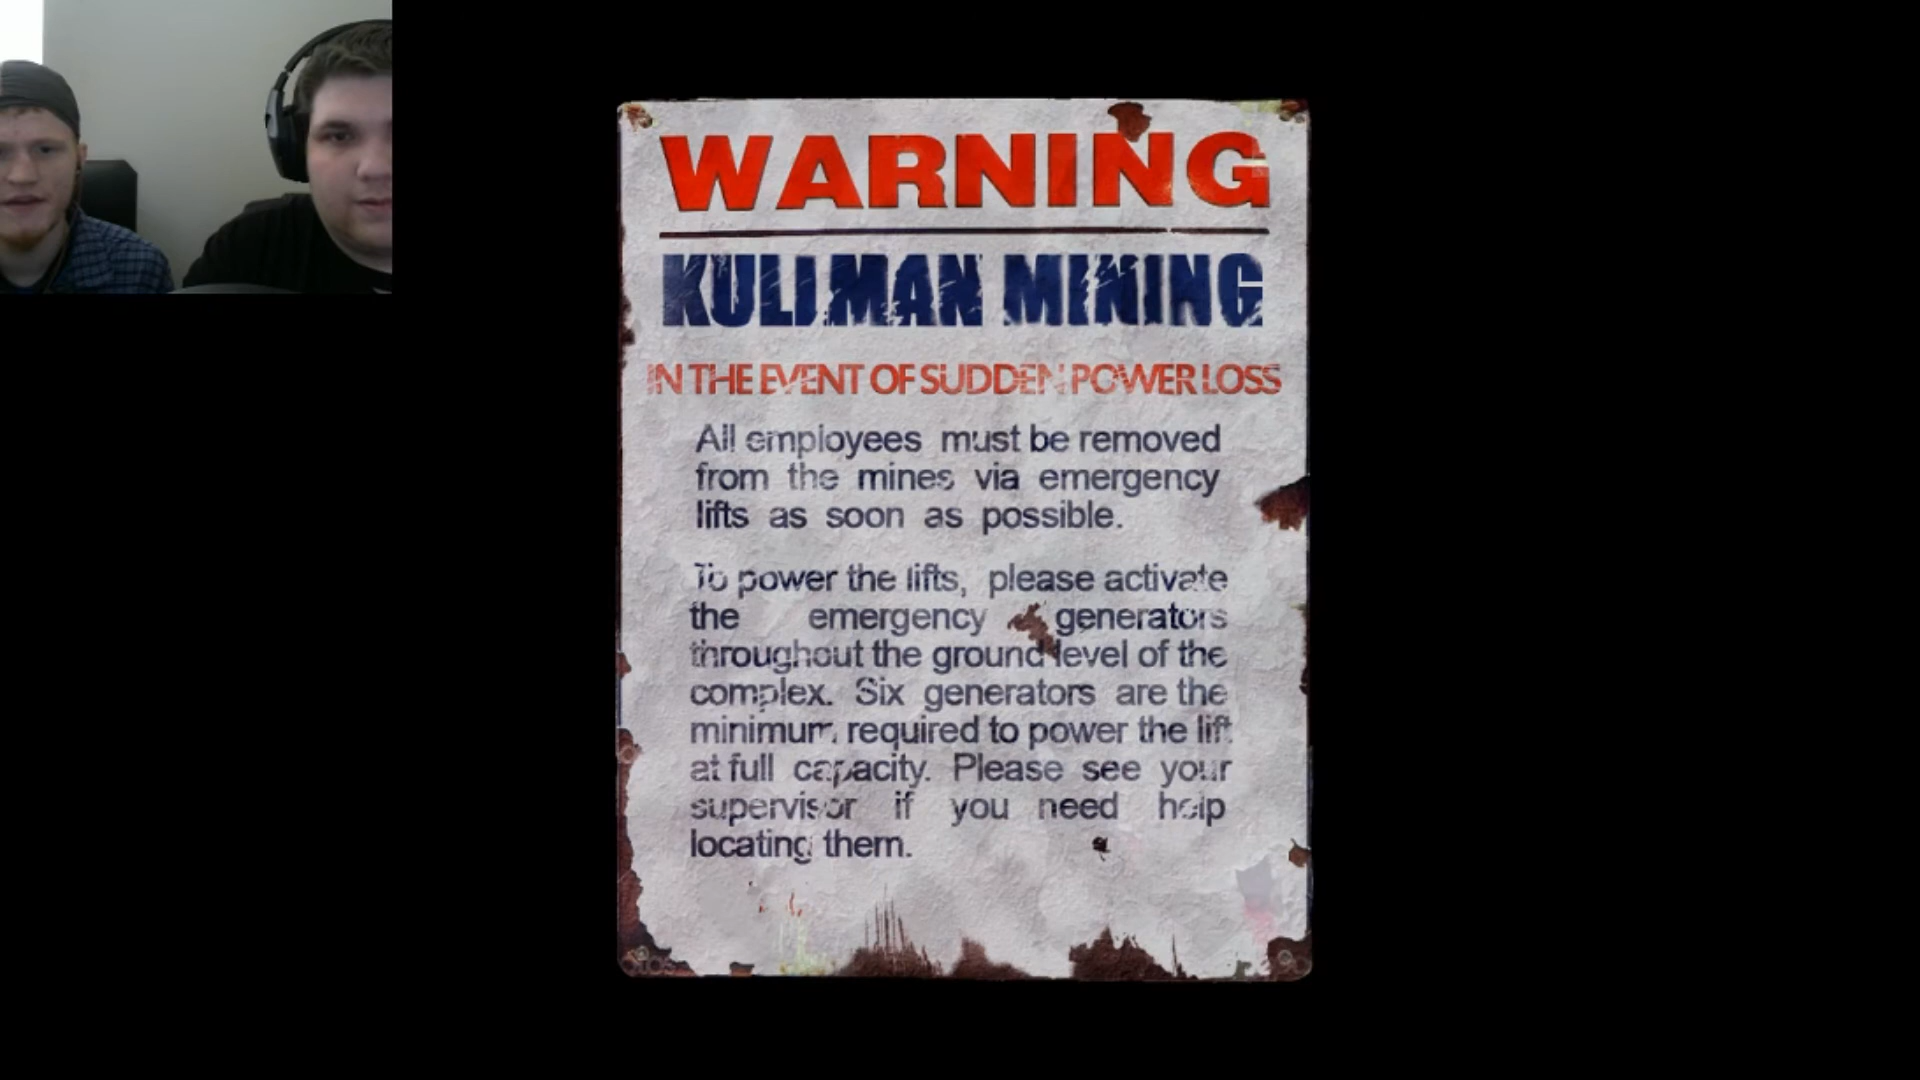 WARNING
KULLMAN MINING
IN THE EVENT OF SUDDEN POWER LOSS
All employees must be removed
from the mines via emergency
lifts as soon as possible.
To power the lifts, please activate
the emergency generators
throughout the ground level of the
complex. Six generators are the
minimum required to power the lift
at full capacity. Please see your
supervisor if you need help
locating them.